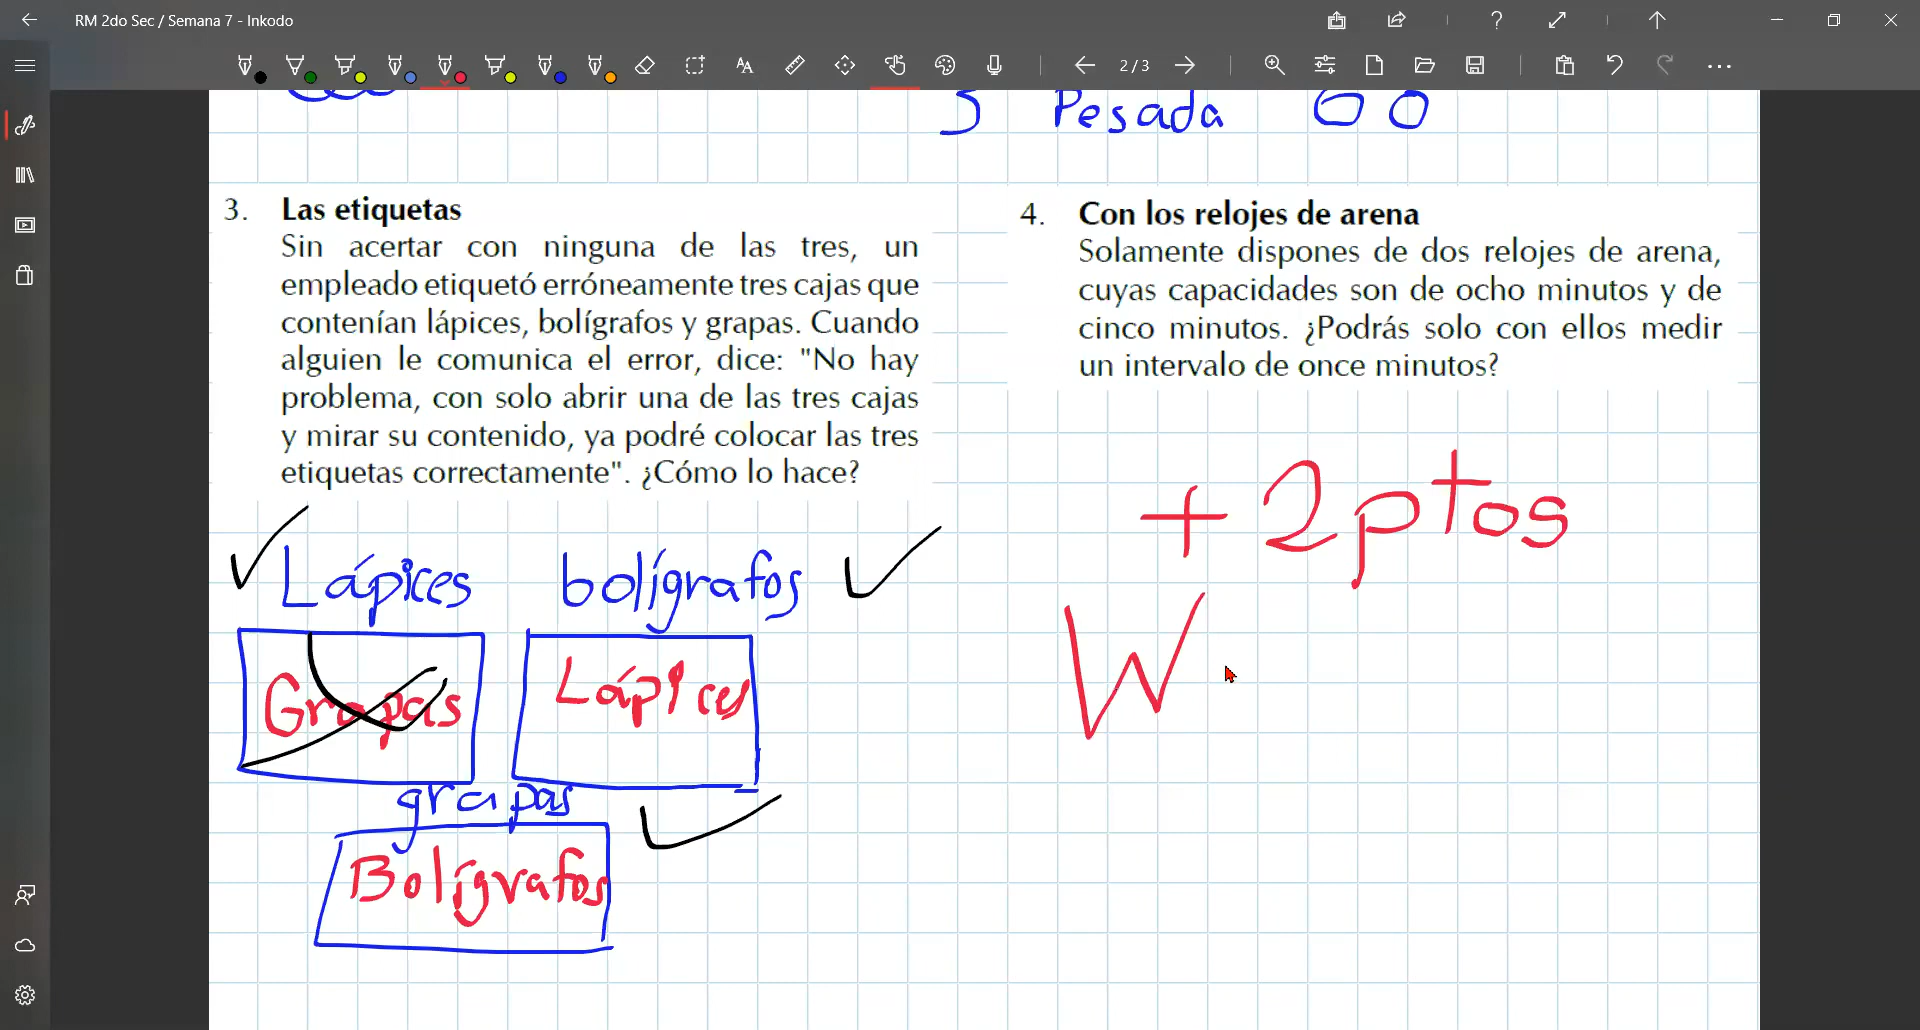 RM 2do Sec / Semana 7 - Inkodo
2 / 3
5 Pesada
3. Las etiquetas
Sin acertar con ninguna de las tres, un
empleado etiquetó erróneamente tres cajas que
contenían lápices, bolígrafos y grapas. Cuando
alguien le comunica el error, dice: "No hay
problema, con solo abrir una de las tres cajas
y mirar su contenido, ya podré colocar las tres
etiquetas correctamente". ¿Cómo lo hace?
Lápices bolígrafos
Grapas Lápices
grapas
Bolígrafos
4. Con los relojes de arena
Solamente dispones de dos relojes de arena,
cuyas capacidades son de ocho minutos y de
cinco minutos. ¿Podrás solo con ellos medir
un intervalo de once minutos?
+ 2 ptos
W